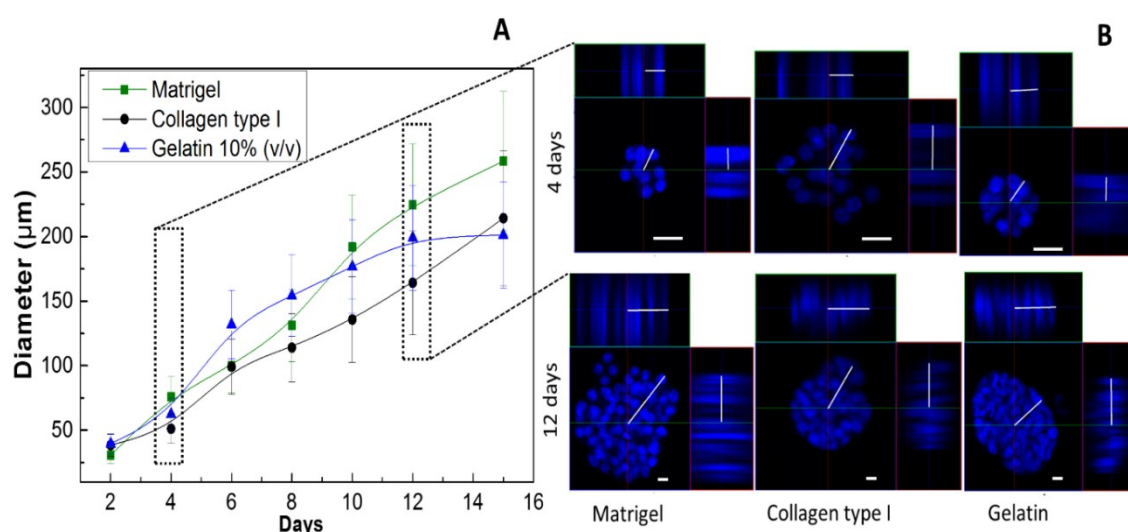 A
B
Matrigel
Collagen type I
Gelatin 10% (v/v)
300
250
200
150
100
50
Diameter (μm)
2 4 6 8 10 12 14 16
Days
4 days
12 days
Matrigel Collagen type I Gelatin